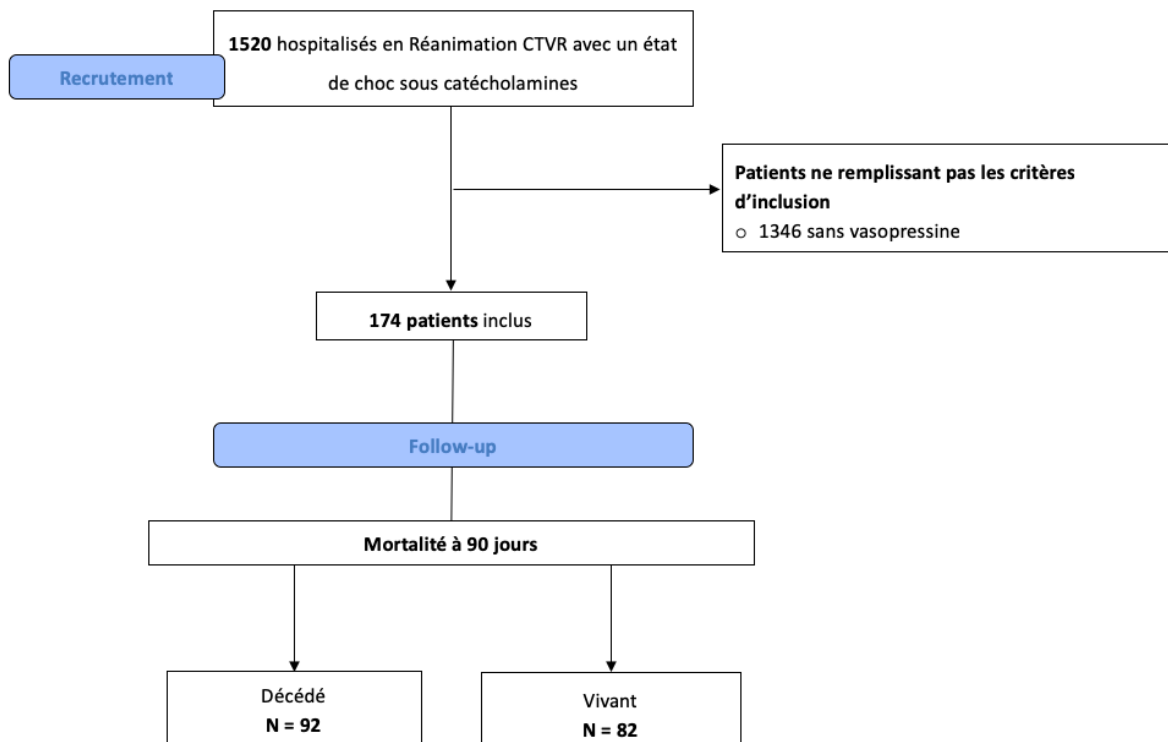 1520 hospitalisés en Réanimation CTVR avec un état
de choc sous catécholamines
Recrutement
Patients ne remplissant pas les critères
d’inclusion
o 1346 sans vasopressine
174 patients inclus
Follow-up
Mortalité à 90 jours
Décédé
N = 92
Vivant
N = 82